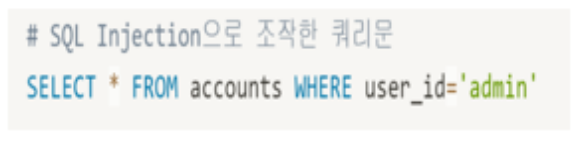 # SQL Injection으로 조작한 쿼리문
SELECT * FROM accounts WHERE user_id='admin'